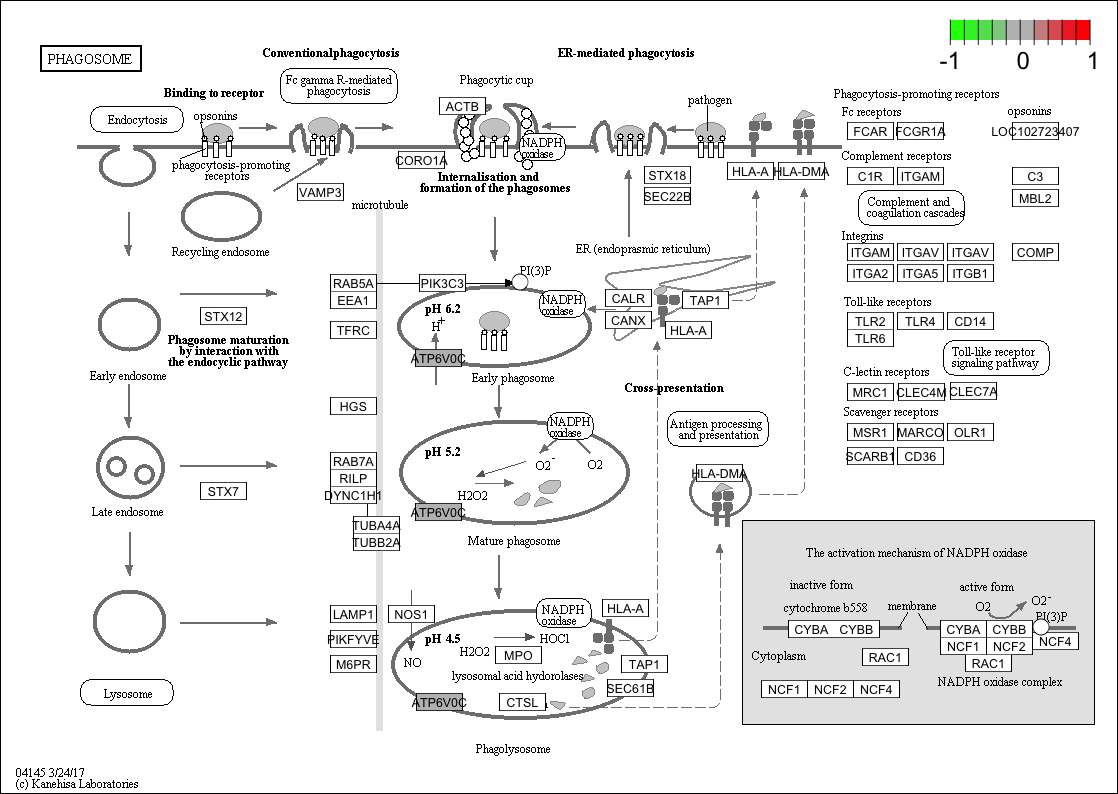 PHAGOSOME
-1 0 1
Conventionalphagocytosis
ER-mediated phagocytosis
Binding to receptor
Fc gamma R-mediated
phagocytosis
Phagocytic cup
ACTB
Endocytosis
opsonins
pathogen
NADPH
oxidase
phagocytosis-promoting
receptors
CORO1A
VAMP3
Internalisation and
formation of the phagosomes
STX18
SEC22B
HLA-A
HLA-DMA
microtubule
Recycling endosome
ER (endoprasmic reticulum)
Phagocytosis-promoting receptors
Fc receptors
opsonins
FCAR
FCGR1A
LOC102723407
Complement receptors
C1R
ITGAM
C3
MBL2
Complement and
coagulation cascades
Integrins
ITGAM
ITGAV
ITGAV
COMP
ITGA2
ITGA5
ITGB1
Toll-like receptors
TLR2
TLR4
CD14
TLR6
Toll-like receptor
signaling pathway
C-lectin receptors
MRC1
CLEC4M
CLEC7A
Scavenger receptors
MSR1
MARCO
OLR1
SCARB1
CD36
RAB5A
EEA1
PIK3C3
PI(3)P
TFRC
pH 6.2
H+
NADPH
oxidase
CALR
CANX
TAP1
HLA-A
ATP6V0C
STX12
Phagosome maturation
by interaction with
the endocyclic pathway
Early endosome
Early phagosome
Cross-presentation
HGS
Antigen processing
and presentation
NADPH
oxidase
pH 5.2
O2-
O2
H2O2
RAB7A
RILP
DYNC1H1
STX7
ATP6V0C
TUBA4A
TUBB2A
HLA-DMA
Late endosome
Mature phagosome
LAMP1
NOS1
PIKFYVE
M6PR
NADPH
oxidase
HLA-A
pH 4.5
HOCl
H2O2
MPO
NO
lysosomal acid hydorolases
TAP1
SEC61B
ATP6V0C
CTSL
Lysosome
Phagolysosome
The activation mechanism of NADPH oxidase
inactive form
active form
cytochrome b558
membrane
O2
O2-
PI(3)P
CYBA
CYBB
CYBA
CYBB
NCF1
NCF2
NCF4
Cytoplasm
RAC1
RAC1
NCF1
NCF2
NCF4
NADPH oxidase complex
04145 3/24/17
(c) Kanehisa Laboratories